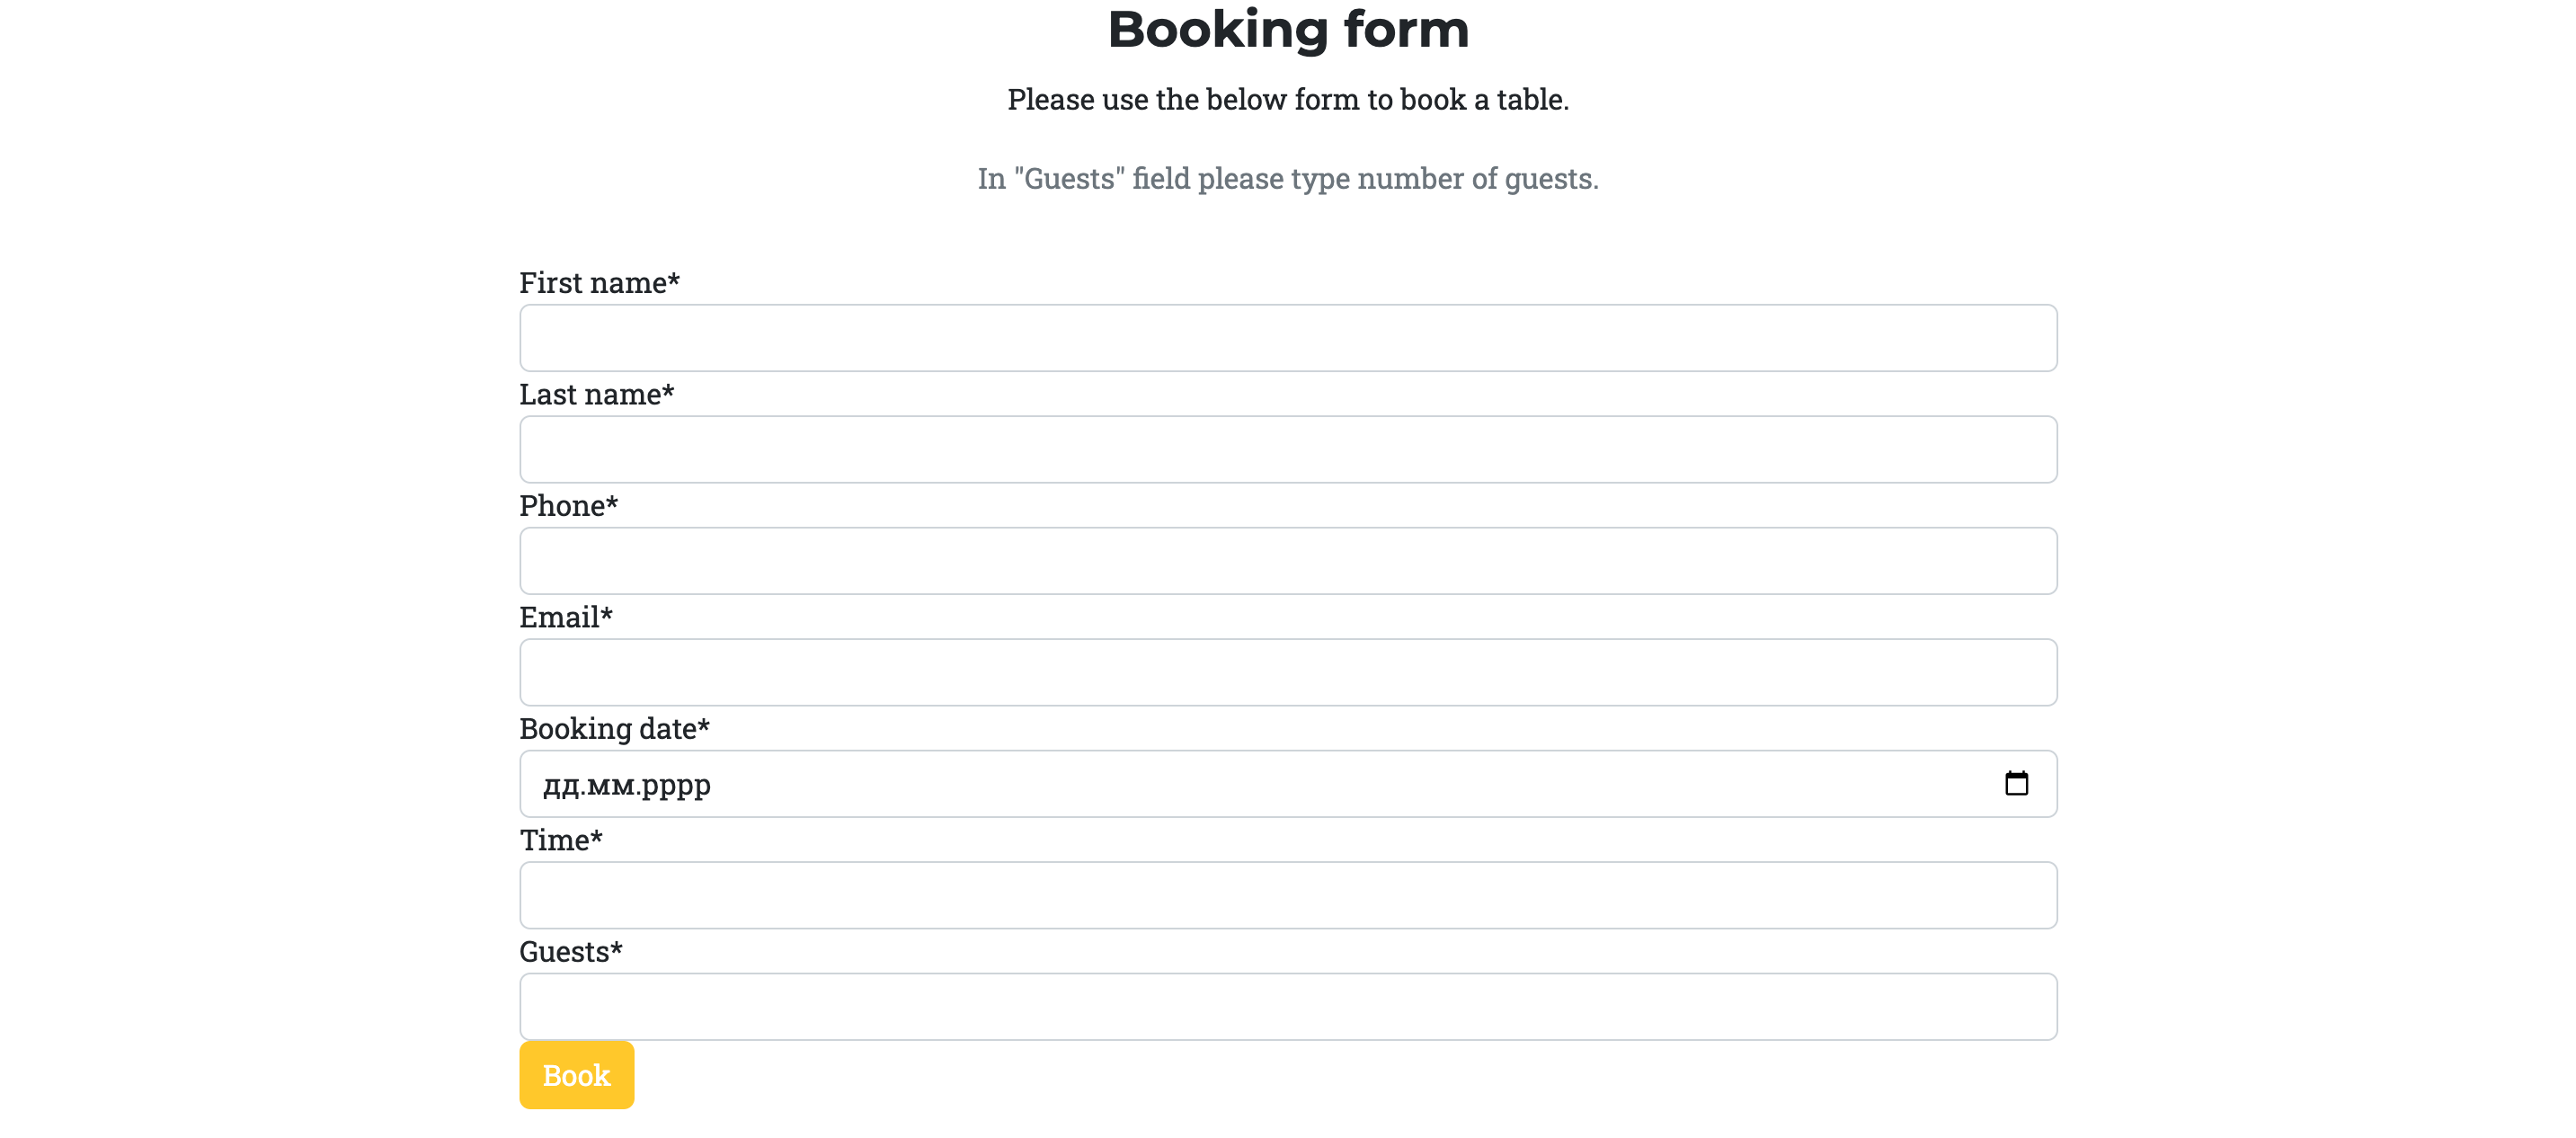 Booking form
Please use the below form to book a table.
In "Guests" field please type number of guests.
First name*
Last name*
Phone*
Email*
Booking date*
дд.мм.рррр
Time*
Guests*
Book